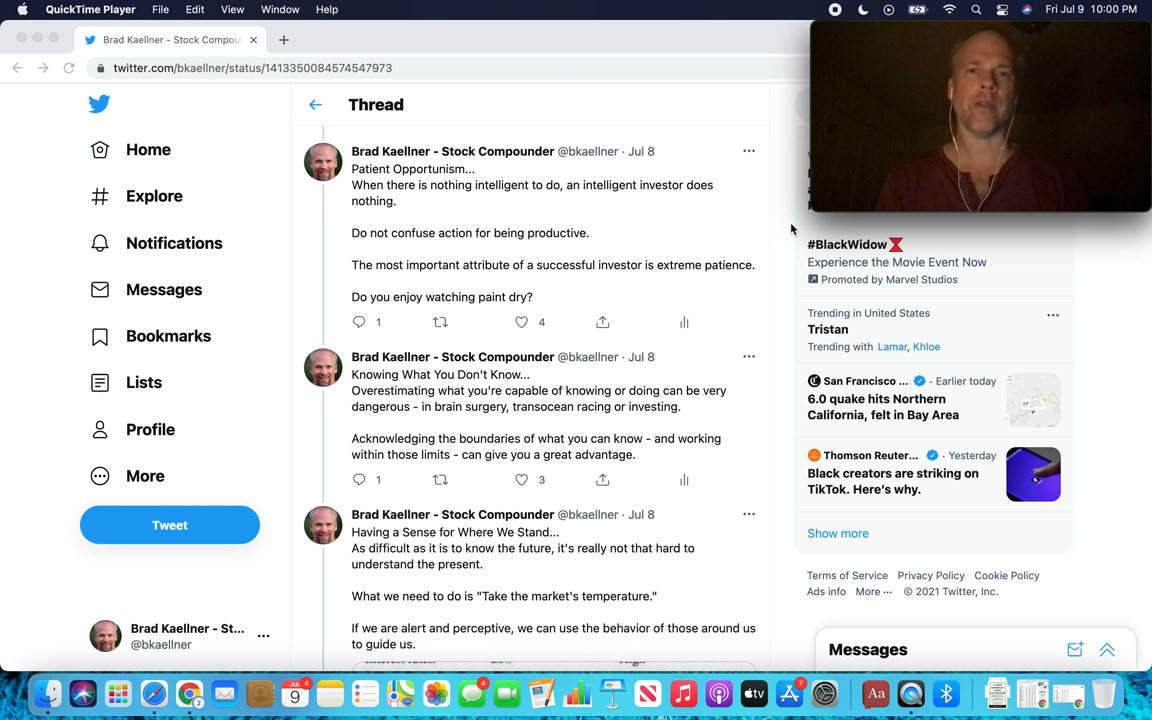 QuickTime Player File Edit View Window Help
Fri Jul 9 10:00 PM
Brad Kaellner - Stock Compou
twitter.com/bkaellner/status/1413350084574547973
Home
Explore
Notifications
Messages
Bookmarks
Lists
Profile
More
Tweet
Brad Kaellner - St...
@bkaellner
Thread
Brad Kaellner - Stock Compounder @bkaellner · Jul 8
Patient Opportunism...
When there is nothing intelligent to do, an intelligent investor does
nothing.
Do not confuse action for being productive.
The most important attribute of a successful investor is extreme patience.
Do you enjoy watching paint dry?
1 4
Brad Kaellner - Stock Compounder @bkaellner · Jul 8
Knowing What You Don't Know...
Overestimating what you're capable of knowing or doing can be very
dangerous - in brain surgery, transocean racing or investing.
Acknowledging the boundaries of what you can know - and working
within those limits - can give you a great advantage.
1 3
Brad Kaellner - Stock Compounder @bkaellner · Jul 8
Having a Sense for Where We Stand...
As difficult as it is to know the future, it's really not that hard to
understand the present.
What we need to do is "Take the market's temperature."
If we are alert and perceptive, we can use the behavior of those around us
to guide us.
#BlackWidow
Experience the Movie Event Now
Promoted by Marvel Studios
Trending in United States
Tristan
Trending with Lamar, Khloe
San Francisco ... · Earlier today
6.0 quake hits Northern
California, felt in Bay Area
Thomson Reuter... · Yesterday
Black creators are striking on
TikTok. Here's why.
Show more
Terms of Service Privacy Policy Cookie Policy
Ads info More ··· © 2021 Twitter, Inc.
Messages
JUL 4
9
4
7
tv
Aa
2